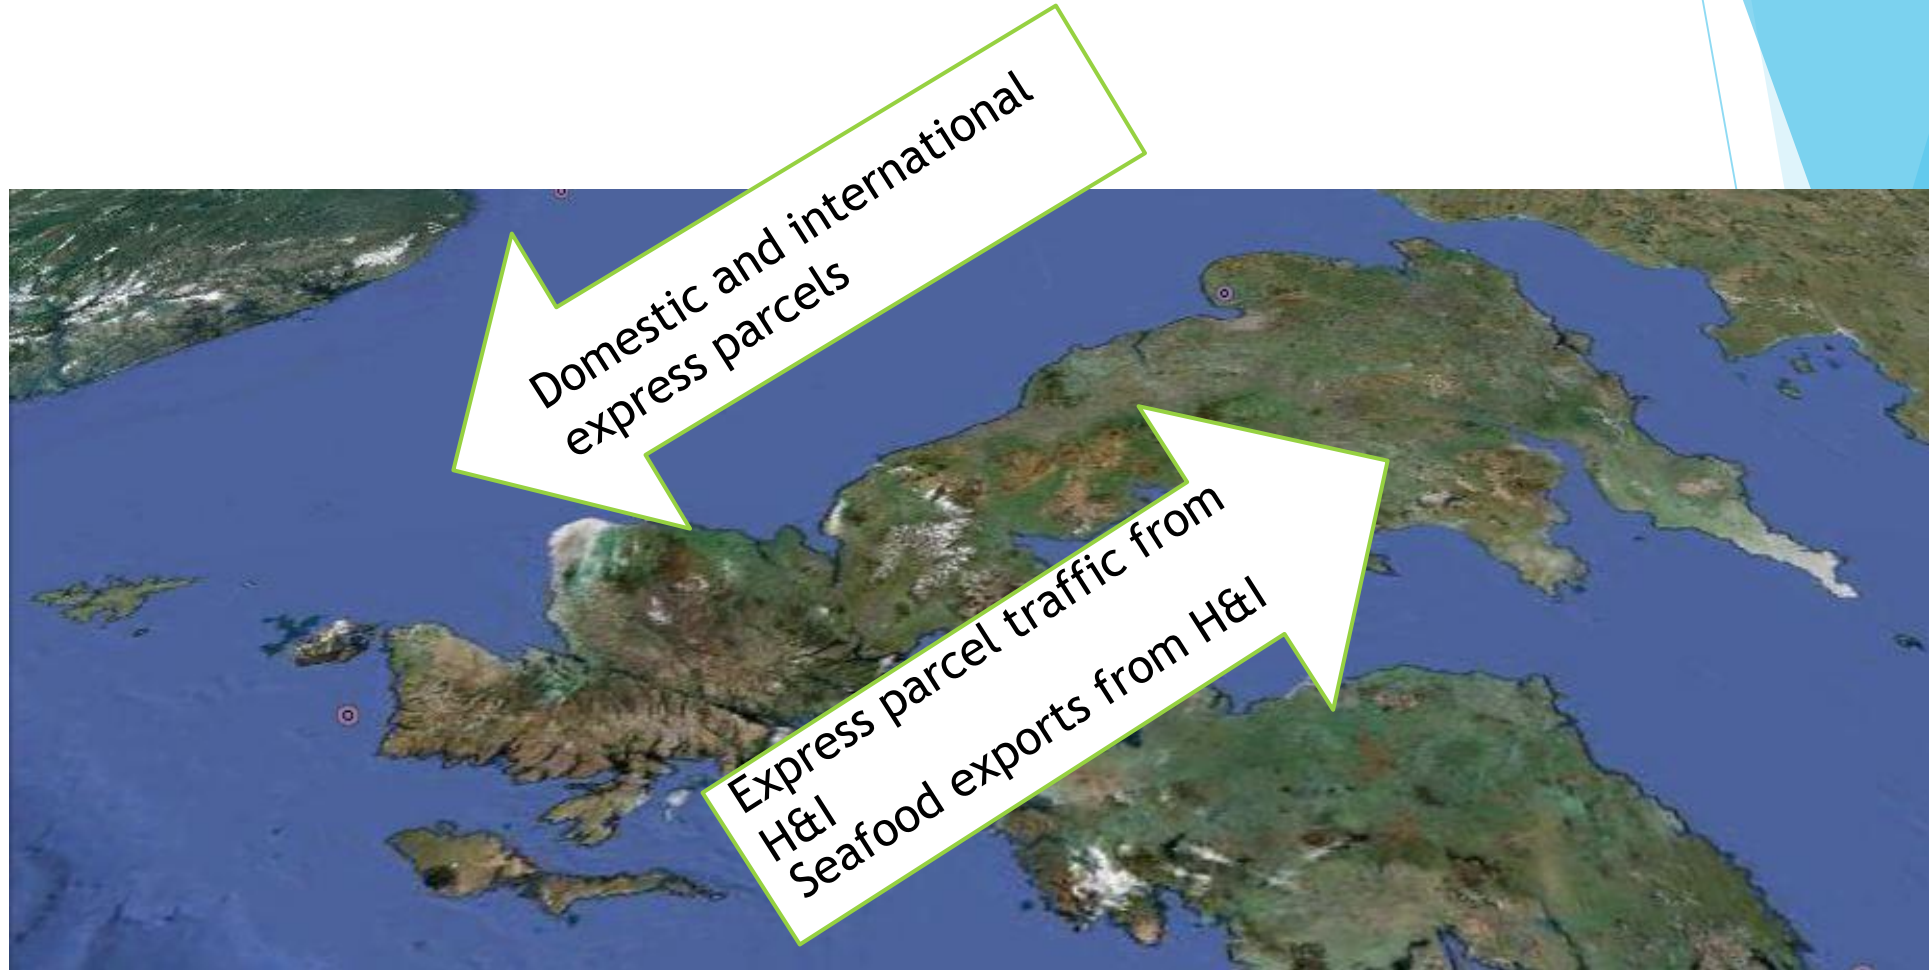 Domestic and international
express parcels
Express parcel traffic from
H&I
Seafood exports from H&I